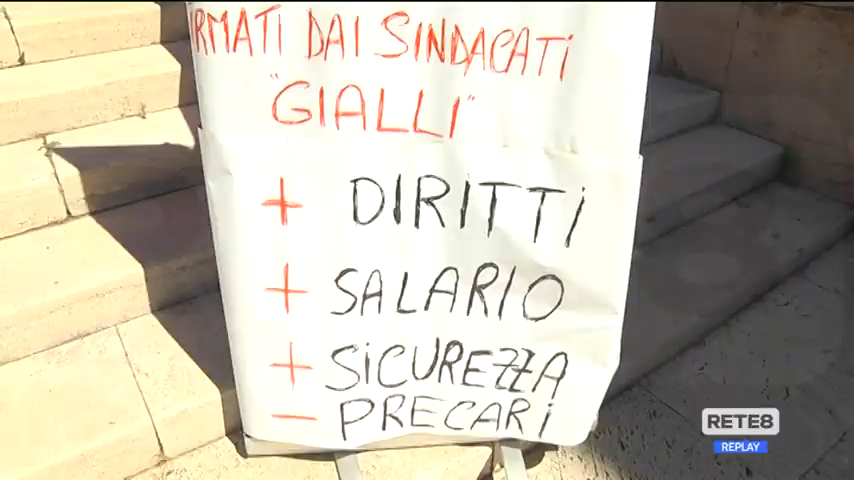 RMATI DAI SINDACATI
"GIALLI"
+ DIRITTI
+ SALARIO
+ SICUREZZA
- PRECARI
RETE8
REPLAY